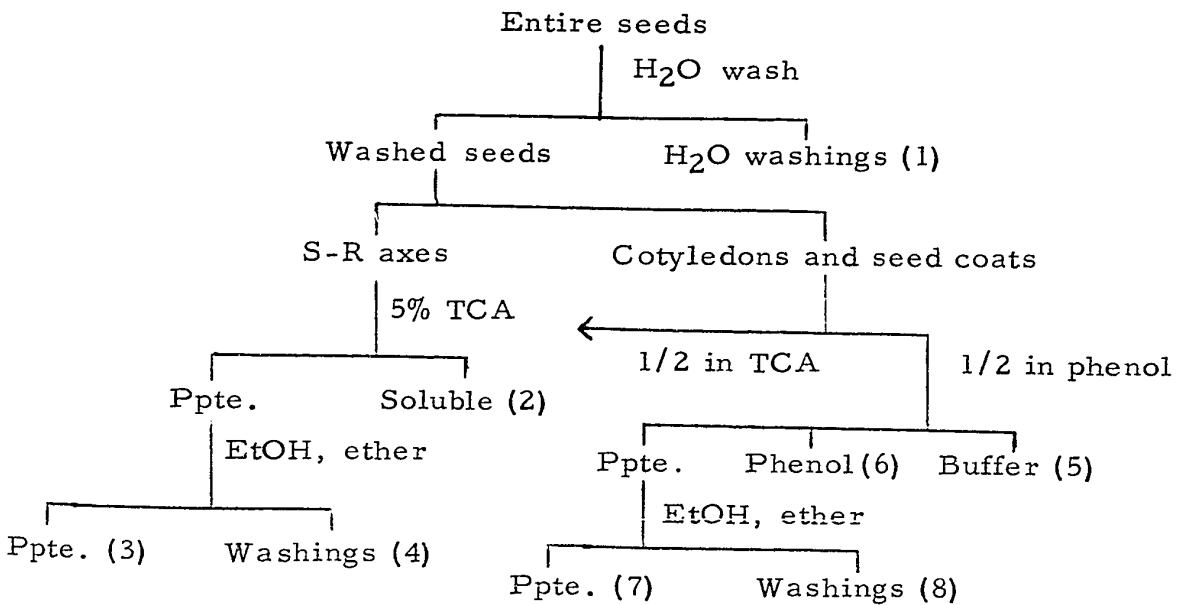 Entire seeds
H₂O wash
Washed seeds H₂O washings (1)
S-R axes Cotyledons and seed coats
5% TCA
1/2 in TCA 1/2 in phenol
Ppte. Soluble (2)
EtOH, ether Ppte. Phenol (6) Buffer (5)
EtOH, ether
Ppte. (3) Washings (4)
Ppte. (7) Washings (8)